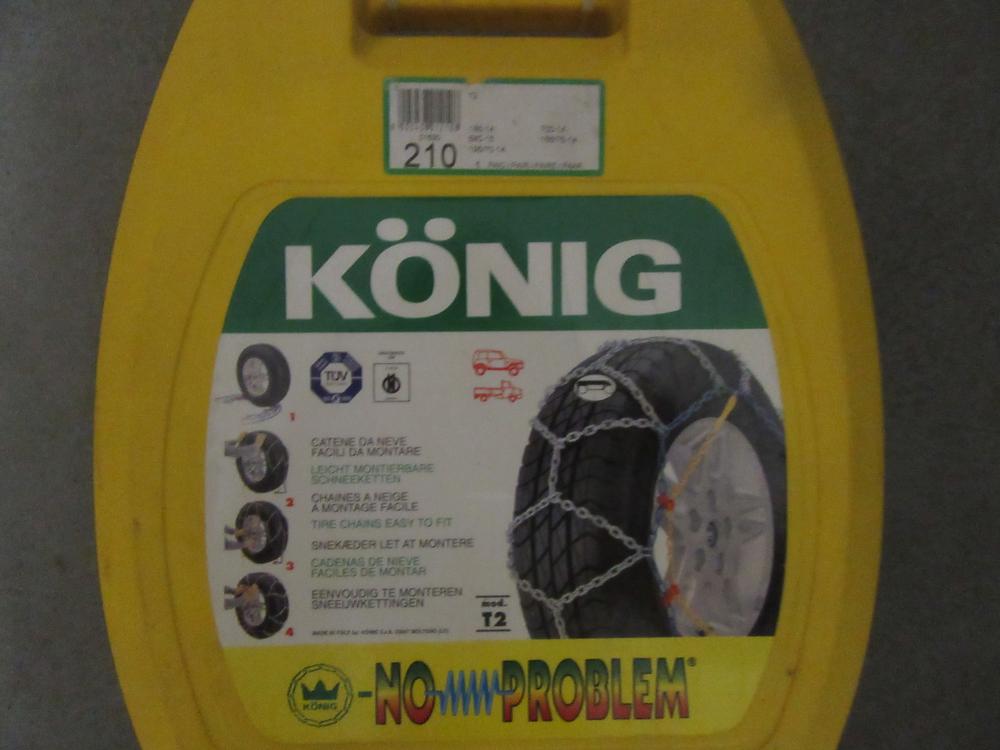 T2
210
KÖNIG
TÜV
1
CATENE DA NEVE
FACILI DA MONTARE
LEICHT MONTIERBARE
SCHNEEKETTEN
2
CHAINES A NEIGE
A MONTAGE FACILE
TIRE CHAINS EASY TO FIT
SNEKÆDER LET AT MONTERE
3
CADENAS DE NIEVE
FACILES DE MONTAR
EENVOUDIG TE MONTEREN
SNEEUWKETTINGEN
4
mod.
T2
KÖNIG
NO PROBLEM®